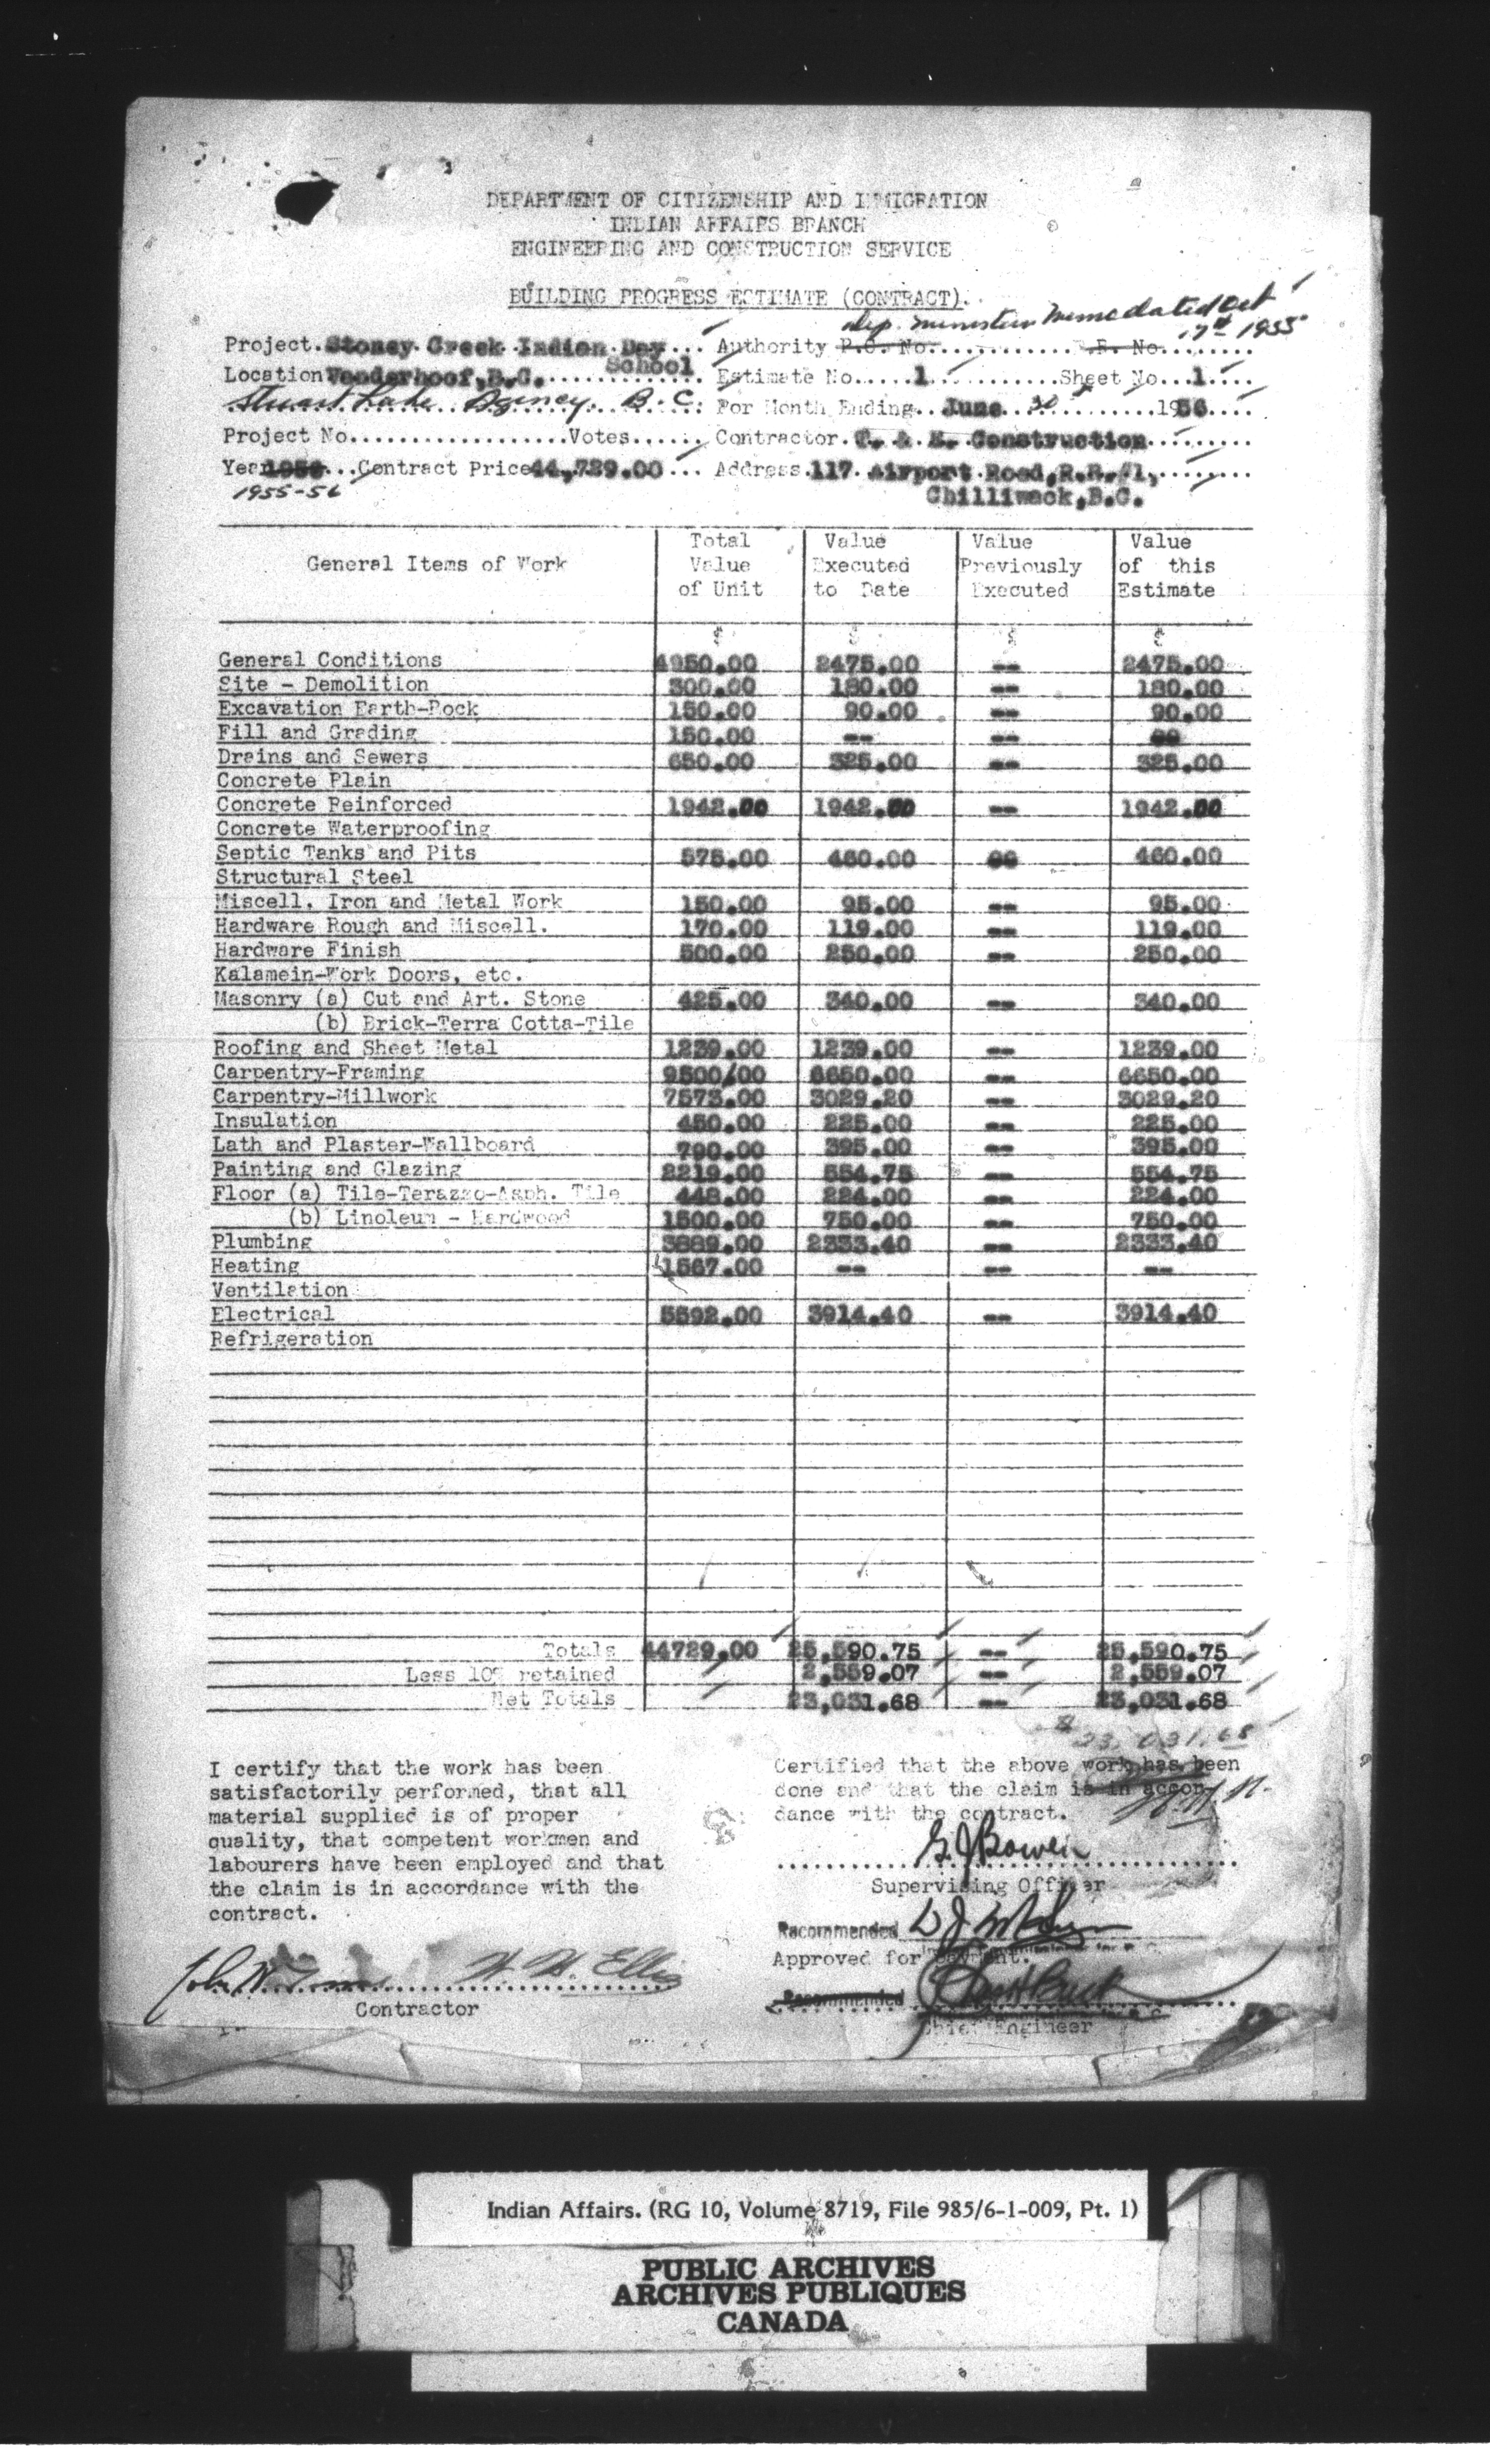 DEPARTMENT OF CITIZENSHIP AND IMMIGRATION
INDIAN AFFAIRS BRANCH
ENGINEERING AND CONSTRUCTION SERVICE
BUILDING PROGRESS ESTIMATE (CONTRACT).
Dep. Minister's Memo dated Oct
17th 1955
Project. Stoney Creek Indian Day School ... Authority P.C. No. ............ E. No. ........
Location Vanderhoof, B.C. ............... Estimate No. .... 1 ........... Sheet No. .. 1 ....
Stuart Lake Agency. B.C. For Month Ending.. June 30 .......... 1956 ....
Project No. .................. Votes....... Contractor. T. & E. Construction .........
Year 1956 ... Contract Price 44,729.00 ... Address. 117 Airport Road, R.R. #1, ........
1955-56 Chilliwack, B.C.
General Items of Work | Total Value of Unit | Value Executed to Date | Value Previously Executed | Value of this Estimate
$ $ $ $
General Conditions 4950.00 2475.00 -- 2475.00
Site - Demolition 300.00 180.00 -- 180.00
Excavation Earth-Rock 150.00 90.00 -- 90.00
Fill and Grading 150.00 -- -- --
Drains and Sewers 650.00 325.00 -- 325.00
Concrete Plain
Concrete Reinforced 1942.00 1942.00 -- 1942.00
Concrete Waterproofing
Septic Tanks and Pits 575.00 460.00 -- 460.00
Structural Steel
Miscell. Iron and Metal Work 150.00 95.00 -- 95.00
Hardware Rough and Miscell. 170.00 119.00 -- 119.00
Hardware Finish 500.00 250.00 -- 250.00
Kalamein-Work Doors, etc.
Masonry (a) Cut and Art. Stone 425.00 340.00 -- 340.00
(b) Brick-Terra Cotta-Tile
Roofing and Sheet Metal 1239.00 1239.00 -- 1239.00
Carpentry-Framing 9500.00 6650.00 -- 6650.00
Carpentry-Millwork 7573.00 3029.20 -- 3029.20
Insulation 450.00 225.00 -- 225.00
Lath and Plaster-Wallboard 790.00 395.00 -- 395.00
Painting and Glazing 2219.00 554.75 -- 554.75
Floor (a) Tile-Terazzo-Asph. Tile 448.00 224.00 -- 224.00
(b) Linoleum - Hardwood 1500.00 750.00 -- 750.00
Plumbing 3889.00 2333.40 -- 2333.40
Heating 1567.00 -- -- --
Ventilation
Electrical 5592.00 3914.40 -- 3914.40
Refrigeration
Totals 44729.00 25,590.75 -- 25,590.75
Less 10% retained 2,559.07 -- 2,559.07
Net Totals 23,031.68 -- 23,031.68
$ 23,031.68
I certify that the work has been
satisfactorily performed, that all
material supplied is of proper
quality, that competent workmen and
labourers have been employed and that
the claim is in accordance with the
contract.
W. H. Ellis
Contractor
Certified that the above work has been
done and that the claim is in accor-
dance with the contract.
G. J. Bowen
Supervising Officer
Recommended
Approved for payment.
Recommended
Chief Engineer
Indian Affairs. (RG 10, Volume 8719, File 985/6-1-009, Pt. 1)
PUBLIC ARCHIVES
ARCHIVES PUBLIQUES
CANADA